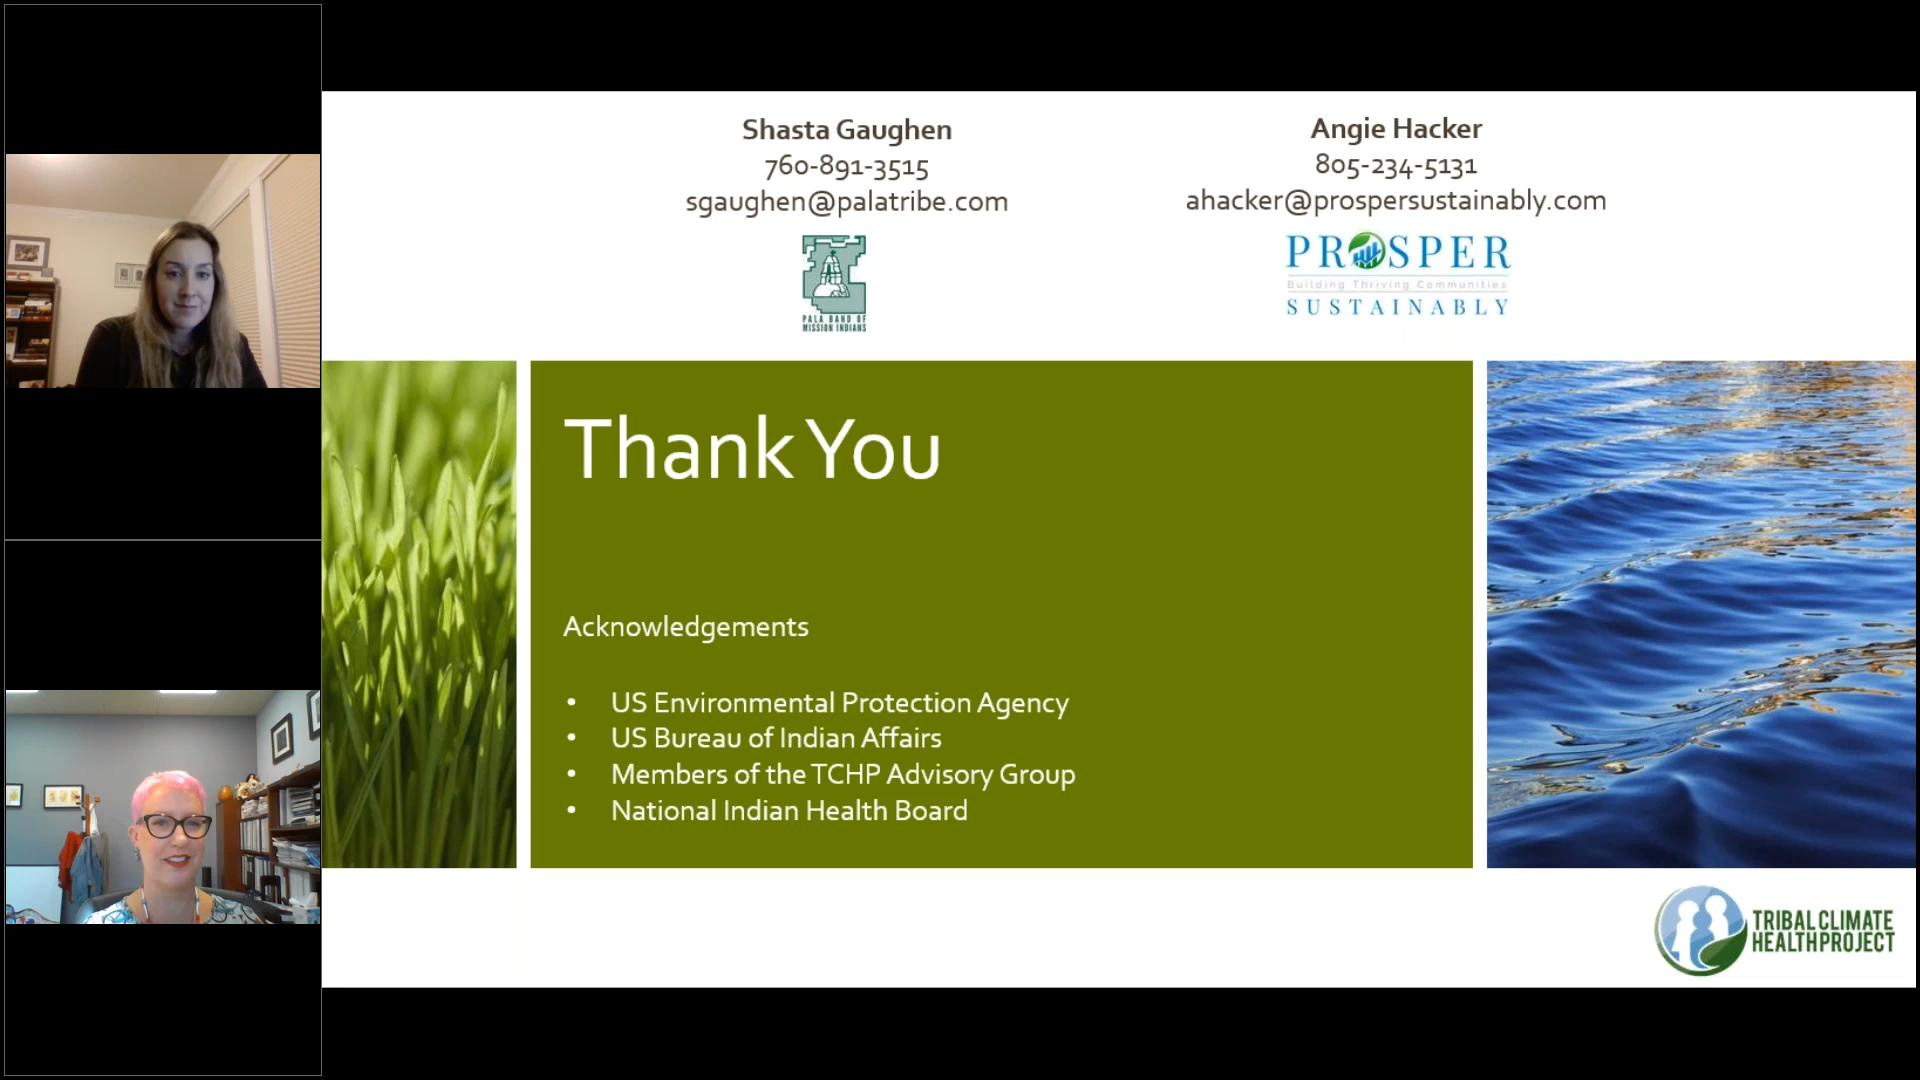 Shasta Gaughen
760-891-3515
sgaughen@palatribe.com
PALA BAND OF
MISSION INDIANS
Angie Hacker
805-234-5131
ahacker@prospersustainably.com
PROSPER
Building Thriving Communities
SUSTAINABLY
Thank You
Acknowledgements
• US Environmental Protection Agency
• US Bureau of Indian Affairs
• Members of the TCHP Advisory Group
• National Indian Health Board
TRIBAL CLIMATE
HEALTH PROJECT